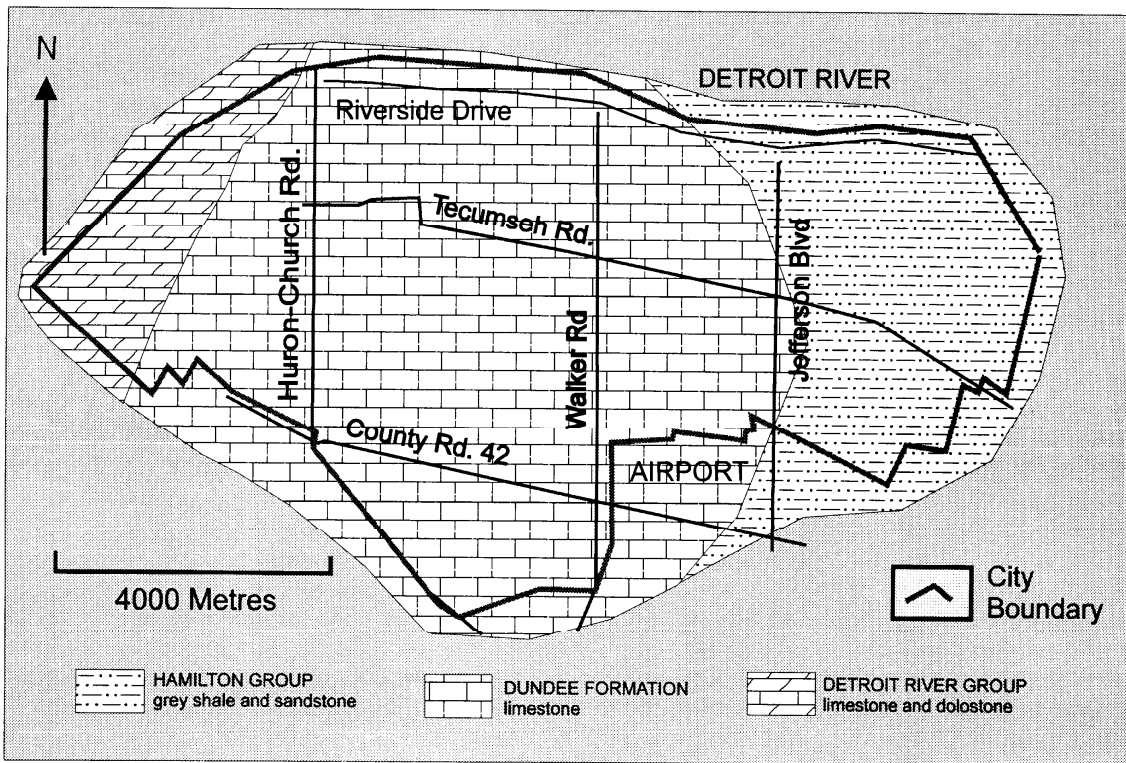 N
DETROIT RIVER
Riverside Drive
Huron-Church Rd.
Tecumseh Rd.
Jefferson Blvd
Walker Rd
County Rd. 42
AIRPORT
4000 Metres
City
Boundary
HAMILTON GROUP
grey shale and sandstone
DUNDEE FORMATION
limestone
DETROIT RIVER GROUP
limestone and dolostone